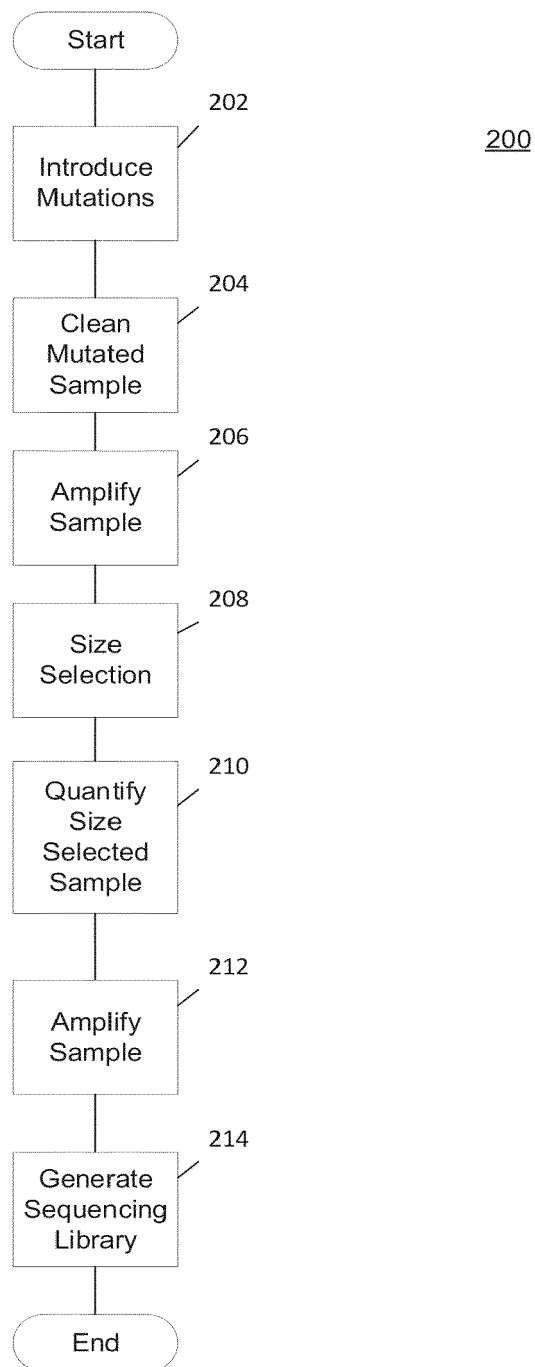 Start
202
200
Introduce
Mutations
204
Clean
Mutated
Sample
206
Amplify
Sample
208
Size
Selection
210
Quantify
Size
Selected
Sample
212
Amplify
Sample
214
Generate
Sequencing
Library
End